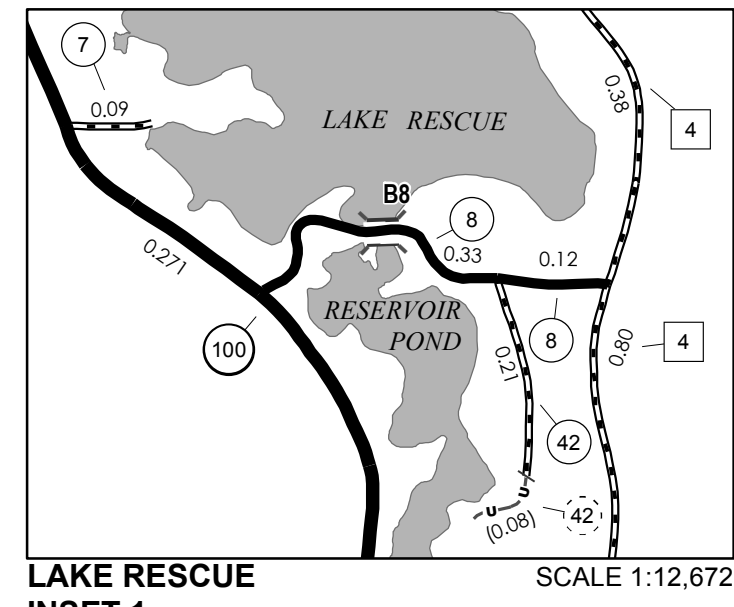 7
0.09
LAKE RESCUE
0.38
4
B8
8
0.33
0.12
0.271
RESERVOIR
POND
100
8
0.80
4
0.21
42
U
U
(0.08)
42
LAKE RESCUE
SCALE 1:12,672
INSET 1